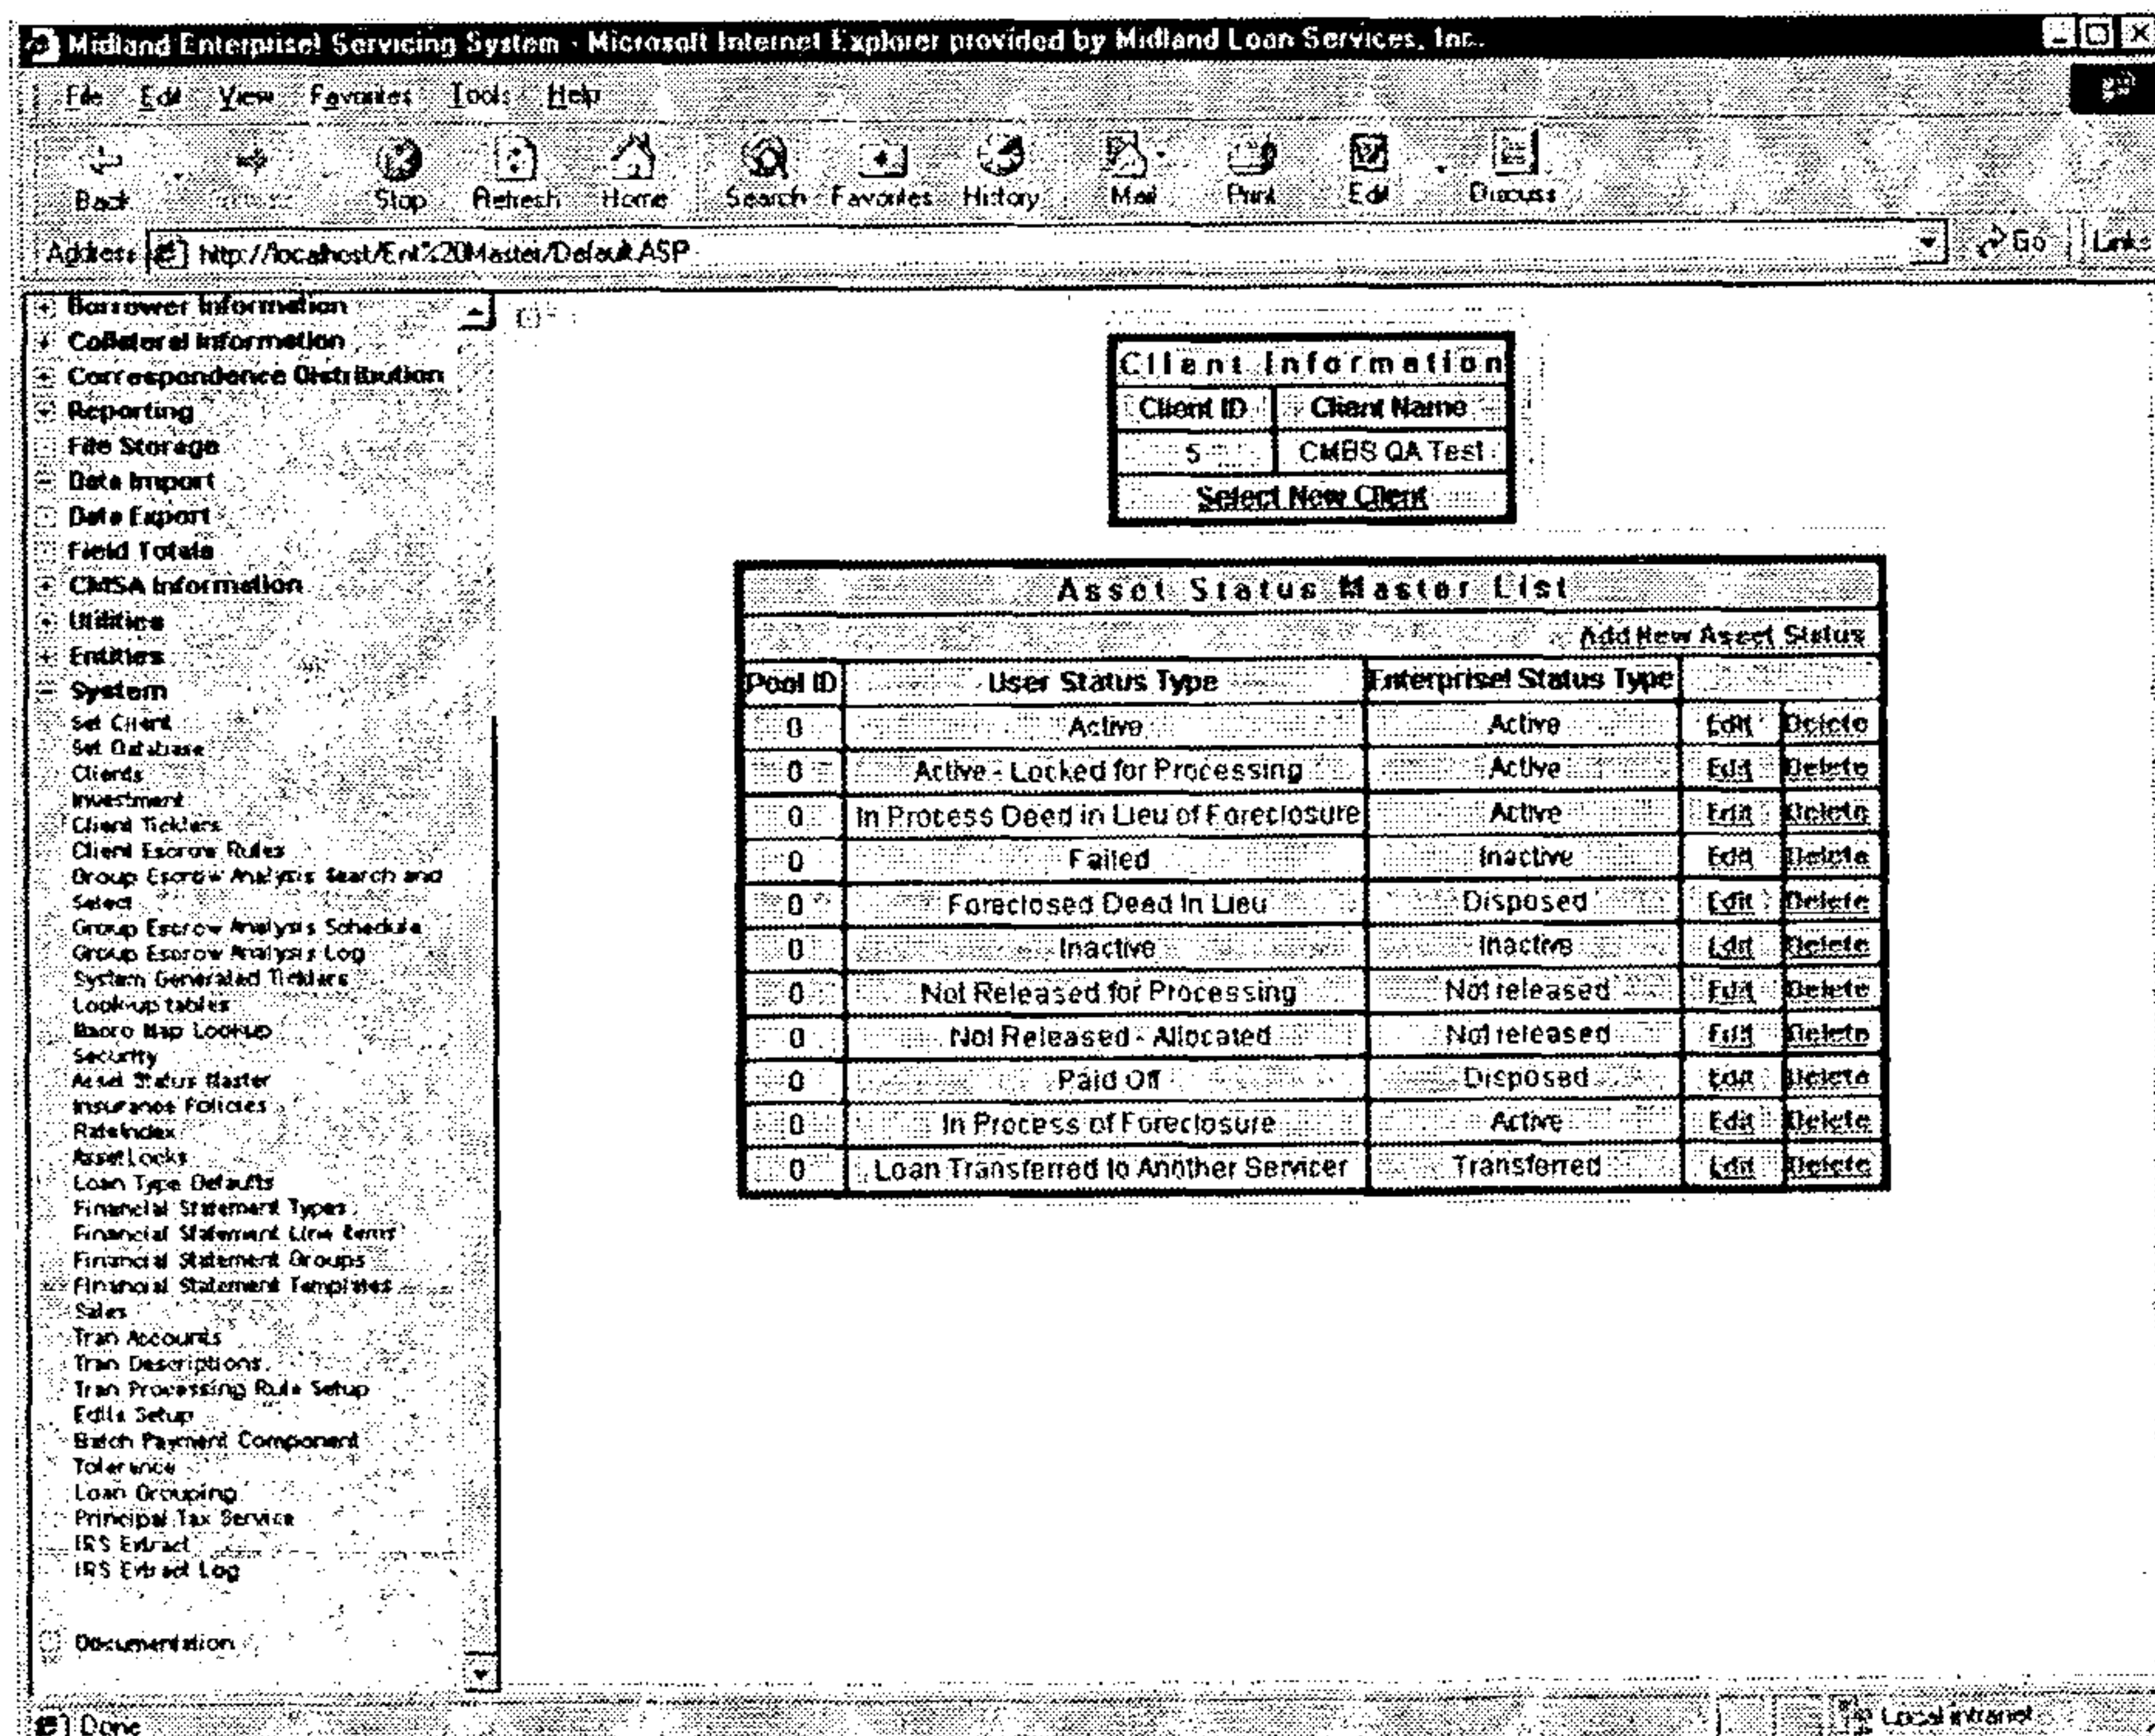 Midland Enterprise! Servicing System - Microsoft Internet Explorer provided by Midland Loan Services, Inc.
File Edit View Favorites Tools Help
Back Stop Refresh Home Search Favorites History Mail Print Edit Discuss
Address http://localhost/Ent%20Master/Default.ASP Go Links
Borrower Information
Collateral Information
Correspondence Distribution
Reporting
File Storage
Data Import
Data Export
Field Totals
CMSA Information
Utilities
Entities
System
Set Client
Set Database
Clients
Investment
Client Ticklers
Client Escrow Rules
Group Escrow Analysis Search and
Select
Group Escrow Analysis Schedule
Group Escrow Analysis Log
System Generated Ticklers
Look-up tables
Macro Map Lookup
Security
Asset Status Master
Insurance Policies
RateIndex
AssetLocks
Loan Type Defaults
Financial Statement Types
Financial Statement Line Items
Financial Statement Groups
Financial Statement Templates
Sales
Tran Accounts
Tran Descriptions
Tran Processing Rule Setup
Edits Setup
Batch Payment Component
Tolerance
Loan Grouping
Principal Tax Service
IRS Extract
IRS Extract Log
Documentation
Client Information
Client ID Client Name
5 CMBS QA Test
Select New Client
Asset Status Master List
Add New Asset Status
Pool ID User Status Type Enterprise! Status Type
0 Active Active Edit Delete
0 Active - Locked for Processing Active Edit Delete
0 In Process Deed in Lieu of Foreclosure Active Edit Delete
0 Failed Inactive Edit Delete
0 Foreclosed Deed In Lieu Disposed Edit Delete
0 Inactive Inactive Edit Delete
0 Not Released for Processing Not released Edit Delete
0 Not Released - Allocated Not released Edit Delete
0 Paid Off Disposed Edit Delete
0 In Process of Foreclosure Active Edit Delete
0 Loan Transferred to Another Servicer Transferred Edit Delete
Done Local intranet